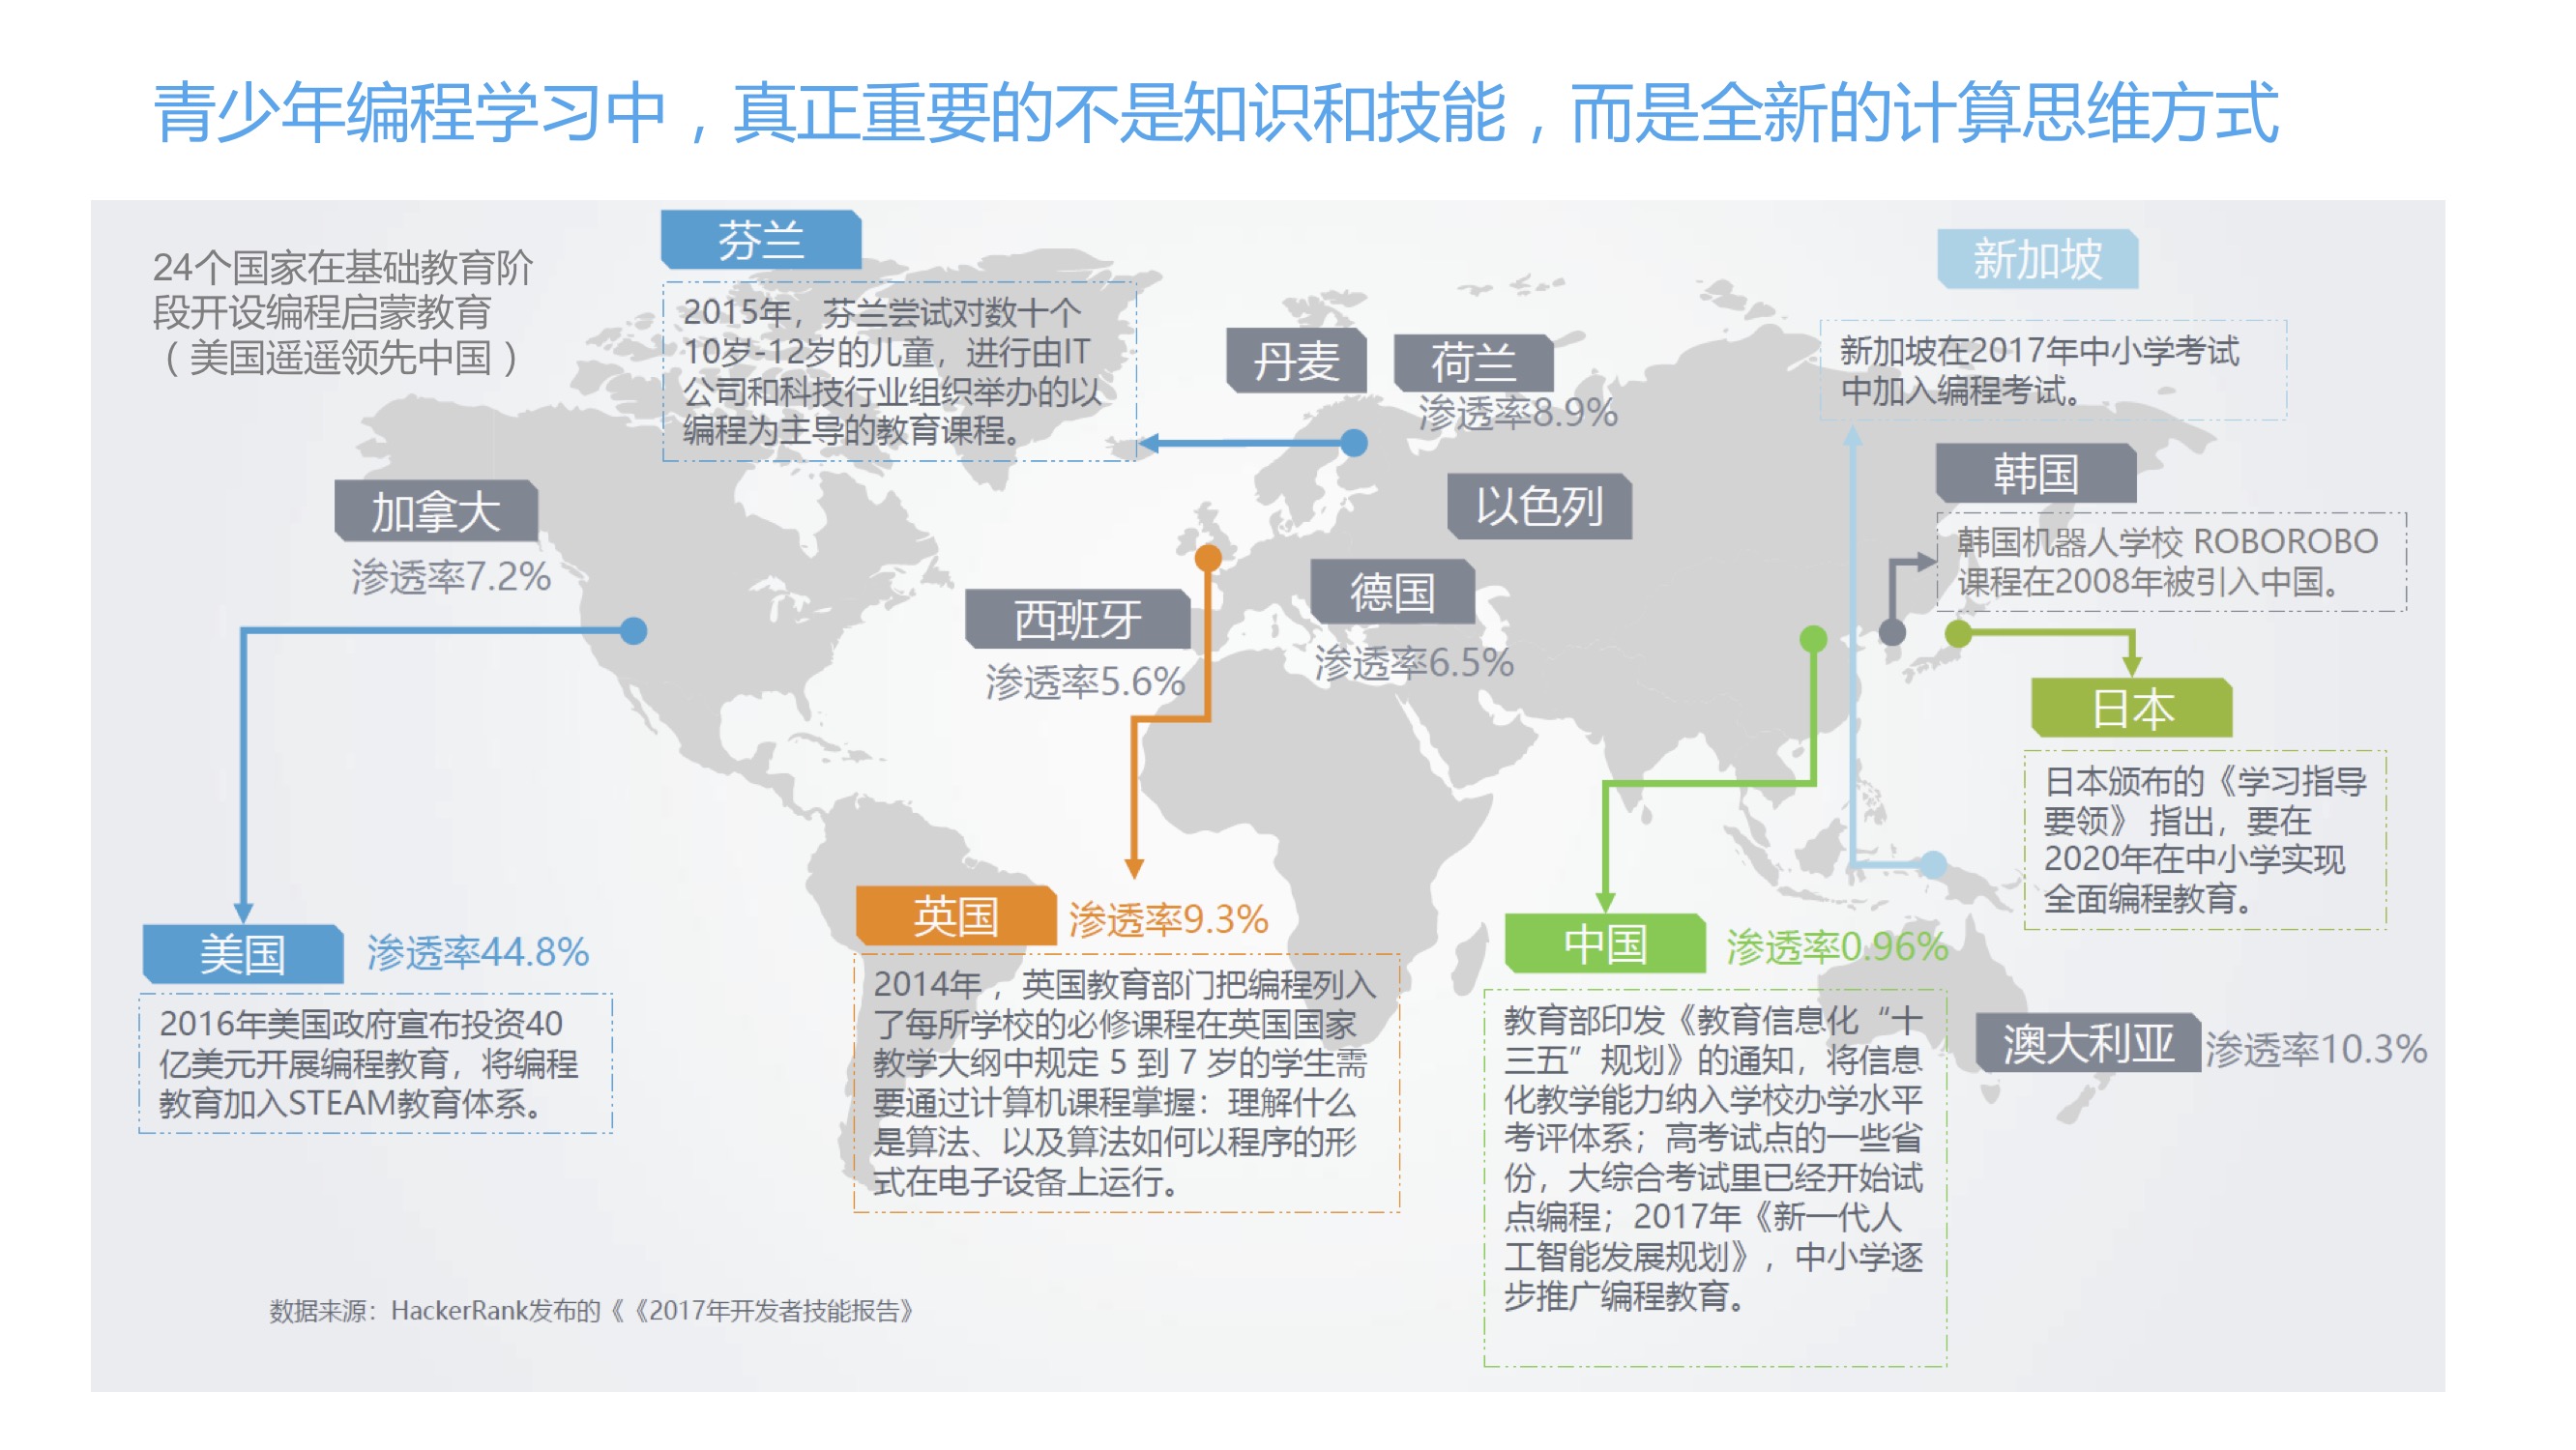 青少年编程学习中，真正重要的不是知识和技能，而是全新的计算思维方式
24个国家在基础教育阶
段开设编程启蒙教育
（美国遥遥领先中国）
芬兰
2015年，芬兰尝试对数十个
10岁-12岁的儿童，进行由IT
公司和科技行业组织举办的以
编程为主导的教育课程。
丹麦
荷兰
渗透率8.9%
新加坡
新加坡在2017年中小学考试
中加入编程考试。
加拿大
渗透率7.2%
以色列
韩国
韩国机器人学校 ROBOROBO
课程在2008年被引入中国。
西班牙
渗透率5.6%
德国
渗透率6.5%
日本
日本颁布的《学习指导
要领》 指出，要在
2020年在中小学实现
全面编程教育。
美国
渗透率44.8%
2016年美国政府宣布投资40
亿美元开展编程教育，将编程
教育加入STEAM教育体系。
英国
渗透率9.3%
2014年 ，英国教育部门把编程列入
了每所学校的必修课程在英国国家
教学大纲中规定 5 到 7 岁的学生需
要通过计算机课程掌握：理解什么
是算法、以及算法如何以程序的形
式在电子设备上运行。
中国
渗透率0.96%
教育部印发《教育信息化“十
三五”规划》的通知，将信息
化教学能力纳入学校办学水平
考评体系；高考试点的一些省
份，大综合考试里已经开始试
点编程；2017年《新一代人
工智能发展规划》，中小学逐
步推广编程教育。
澳大利亚
渗透率10.3%
数据来源：HackerRank发布的《《2017年开发者技能报告》